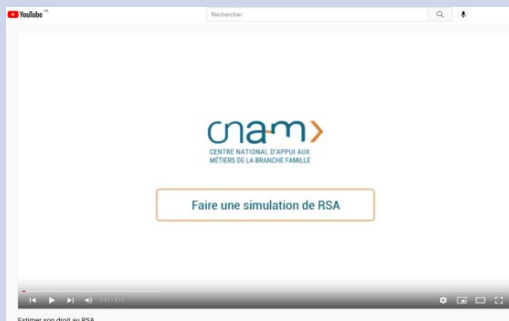 YouTube FR
Rechercher
cnam
CENTRE NATIONAL D'APPUI AUX
MÉTIERS DE LA BRANCHE FAMILLE
Faire une simulation de RSA
Estimer son droit au RSA